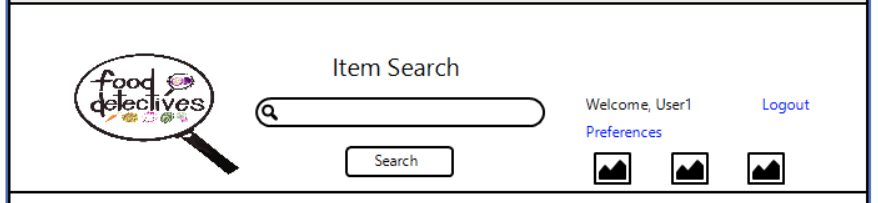 food
detectives
Item Search
Search
Welcome, User1
Logout
Preferences